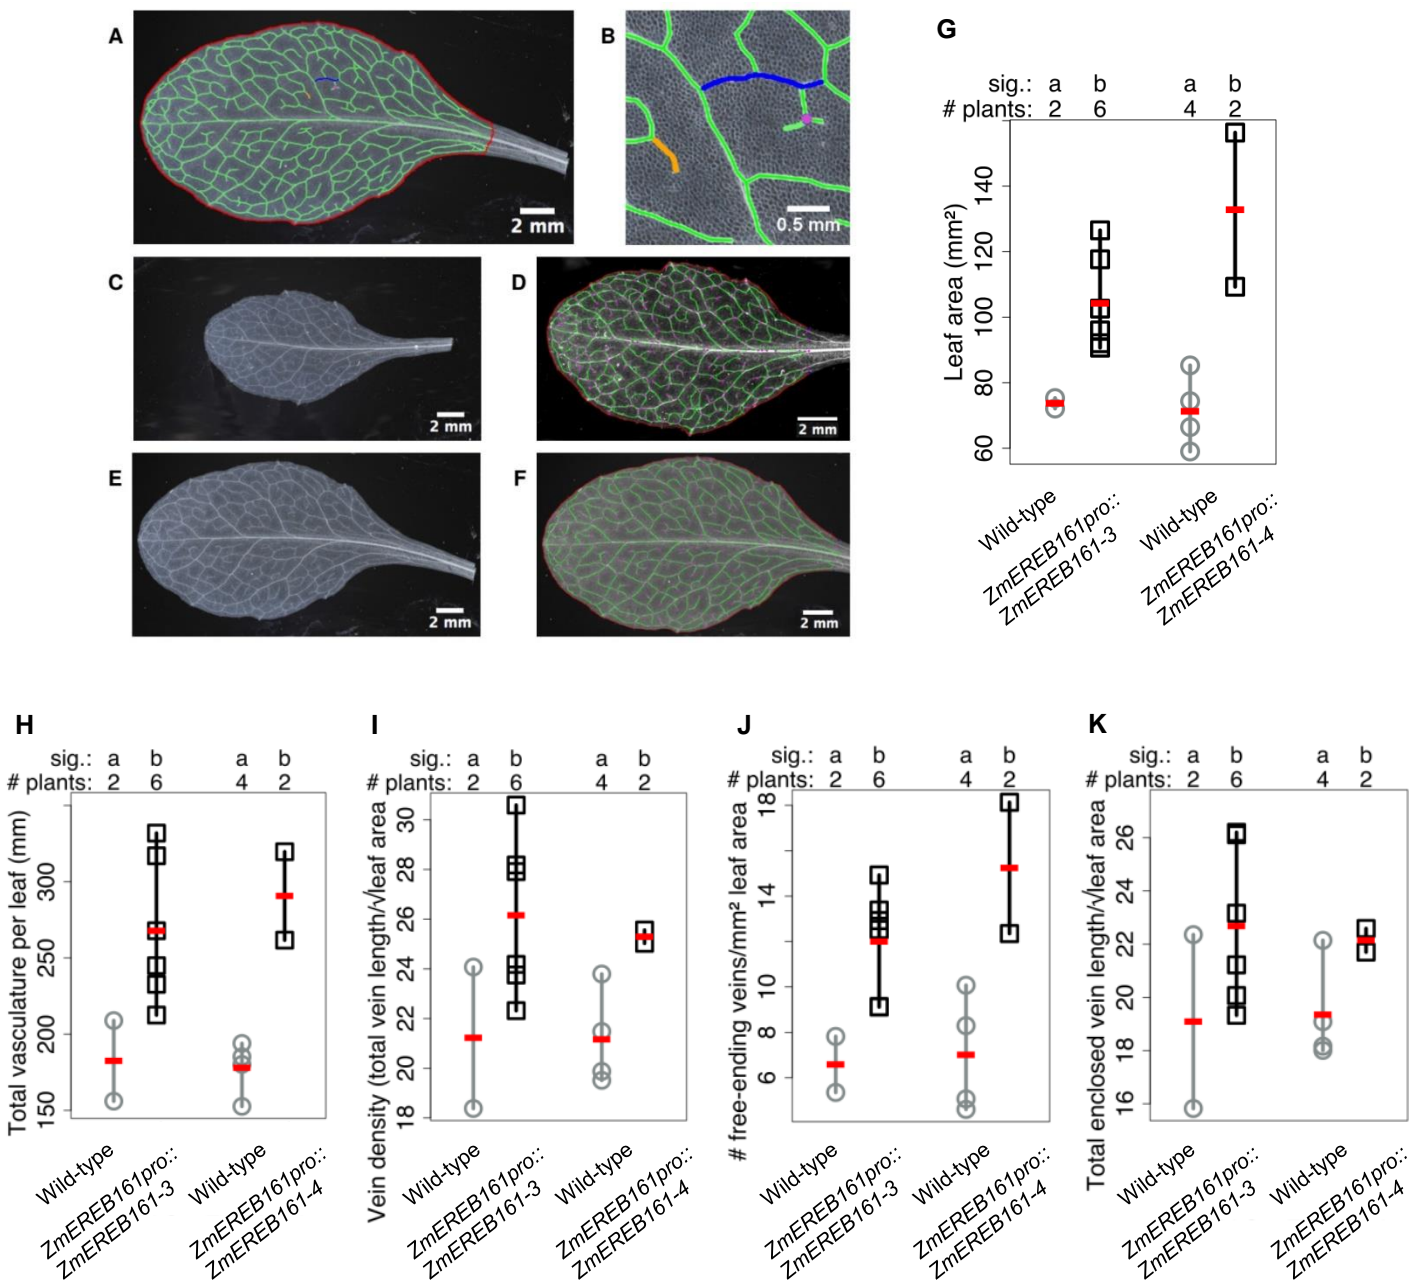 A
2 mm
B
0.5 mm
C
2 mm
D
2 mm
E
2 mm
F
2 mm
G
sig.: a b a b
# plants: 2 6 4 2
Leaf area (mm²)
140
120
100
80
60
Wild-type
ZmEREB161pro::
ZmEREB161-3
Wild-type
ZmEREB161pro::
ZmEREB161-4
H
sig.: a b a b
# plants: 2 6 4 2
Total vasculature per leaf (mm)
300
250
200
150
Wild-type
ZmEREB161pro::
ZmEREB161-3
Wild-type
ZmEREB161pro::
ZmEREB161-4
I
sig.: a b a b
# plants: 2 6 4 2
Vein density (total vein length/√leaf area
30
28
26
24
22
20
18
Wild-type
ZmEREB161pro::
ZmEREB161-3
Wild-type
ZmEREB161pro::
ZmEREB161-4
J
sig.: a b a b
# plants: 2 6 4 2
# free-ending veins/mm² leaf area
18
14
10
8
6
Wild-type
ZmEREB161pro::
ZmEREB161-3
Wild-type
ZmEREB161pro::
ZmEREB161-4
K
sig.: a b a b
# plants: 2 6 4 2
Total enclosed vein length/√leaf area
26
24
22
20
18
16
Wild-type
ZmEREB161pro::
ZmEREB161-3
Wild-type
ZmEREB161pro::
ZmEREB161-4